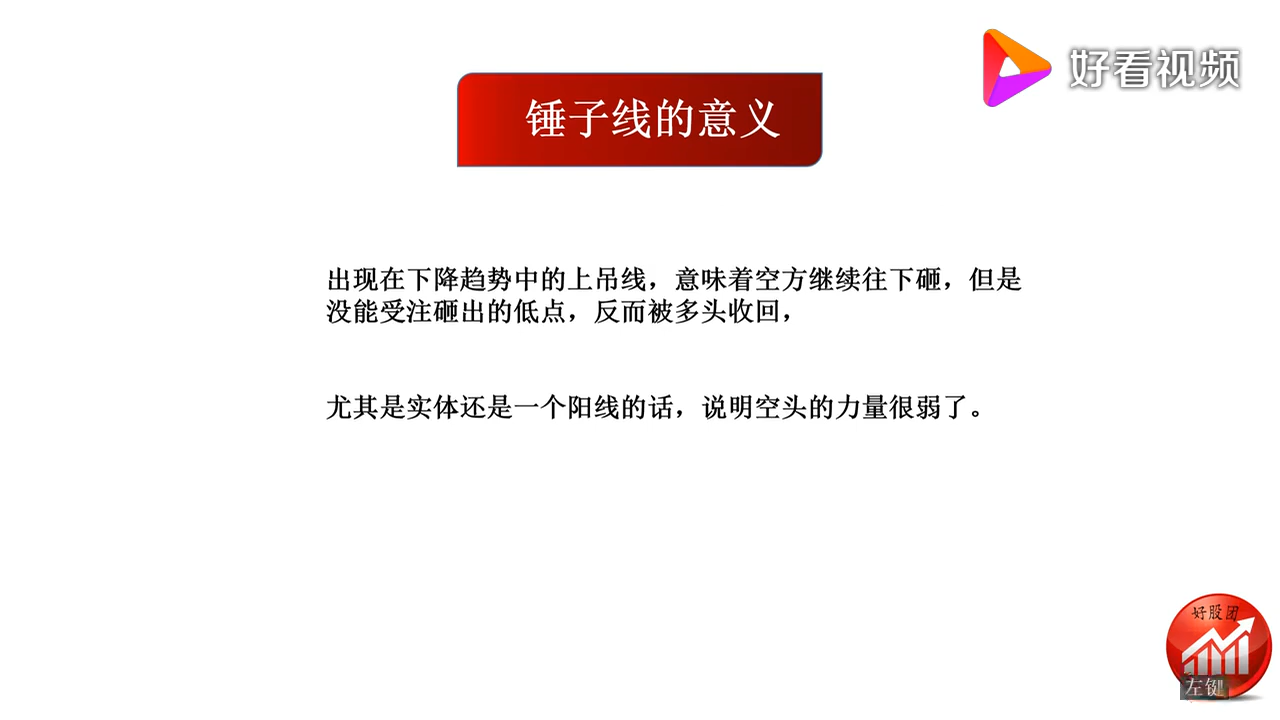 好看视频
锤子线的意义
出现在下降趋势中的上吊线，意味着空方继续往下砸，但是
没能受注砸出的低点，反而被多头收回，
尤其是实体还是一个阳线的话，说明空头的力量很弱了。
好股团
左键